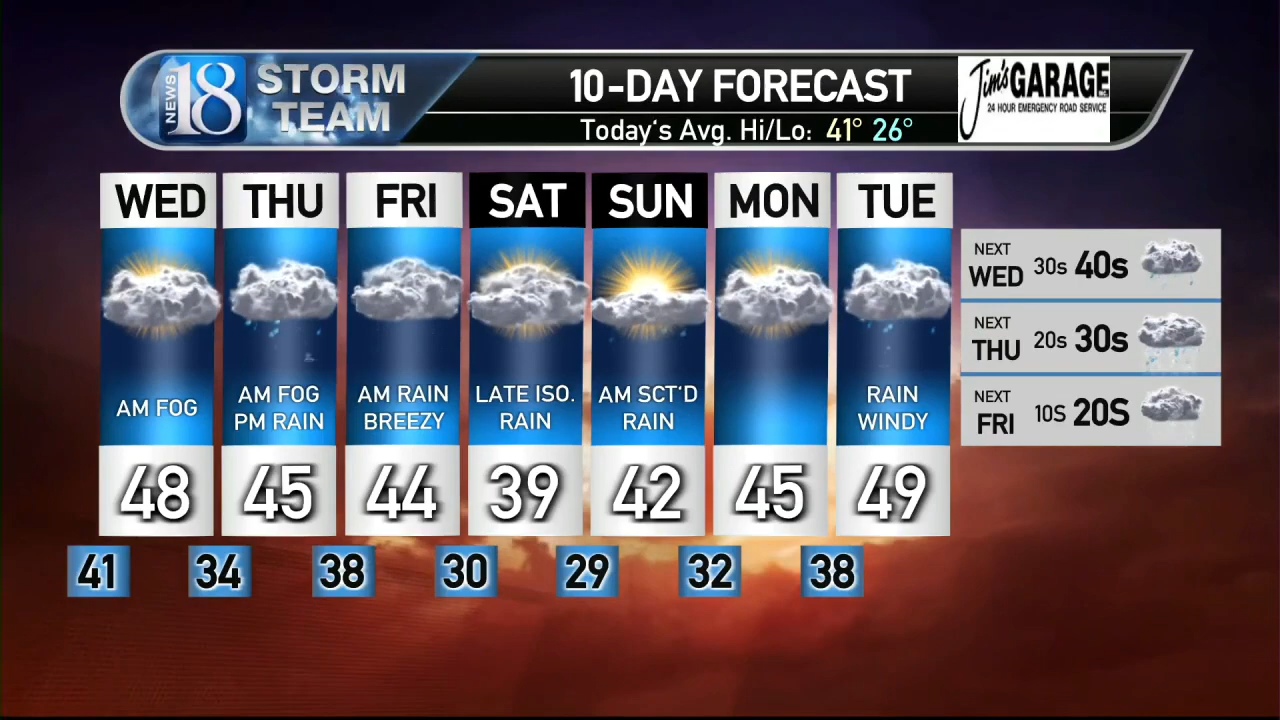 NEWS
18
STORM
TEAM
10-DAY FORECAST
Today's Avg. Hi/Lo: 41° 26°
Jim's GARAGE INC.
24 HOUR EMERGENCY ROAD SERVICE
WED THU FRI SAT SUN MON TUE
AM FOG
AM FOG
PM RAIN
AM RAIN
BREEZY
LATE ISO.
RAIN
AM SCT'D
RAIN
RAIN
WINDY
48 45 44 39 42 45 49
41 34 38 30 29 32 38
NEXT
WED 30s 40s
NEXT
THU 20s 30s
NEXT
FRI 10S 20S